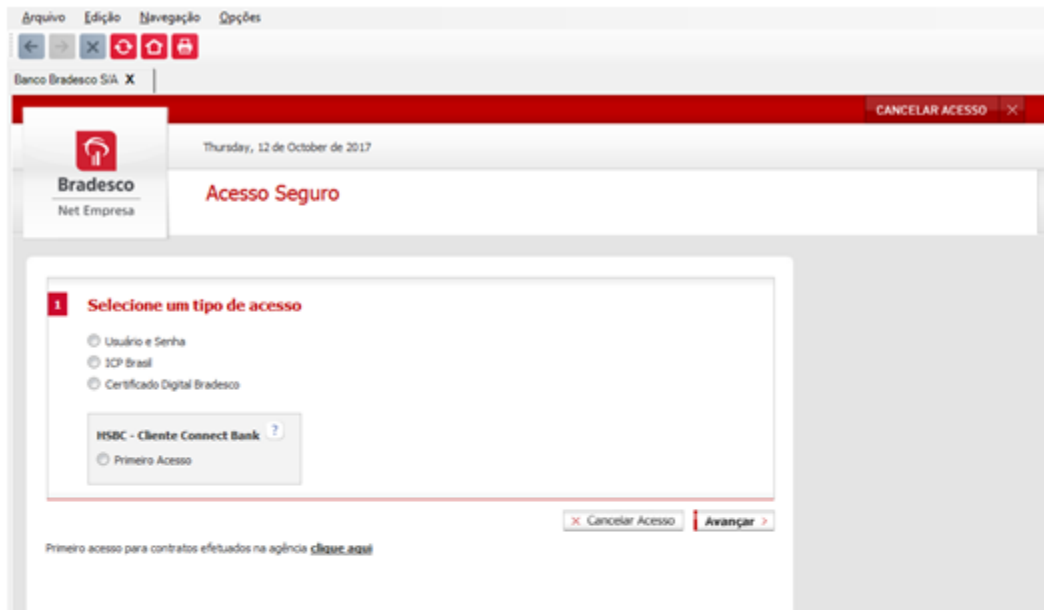 Arquivo Edição Navegação Opções
Banco Bradesco S/A X
CANCELAR ACESSO
Thursday, 12 de October de 2017
Bradesco
Net Empresa
Acesso Seguro
1 Selecione um tipo de acesso
Usuário e Senha
ICP Brasil
Certificado Digital Bradesco
HSBC - Cliente Connect Bank ?
Primeiro Acesso
Cancelar Acesso Avançar
Primeiro acesso para contratos efetuados na agência clique aqui